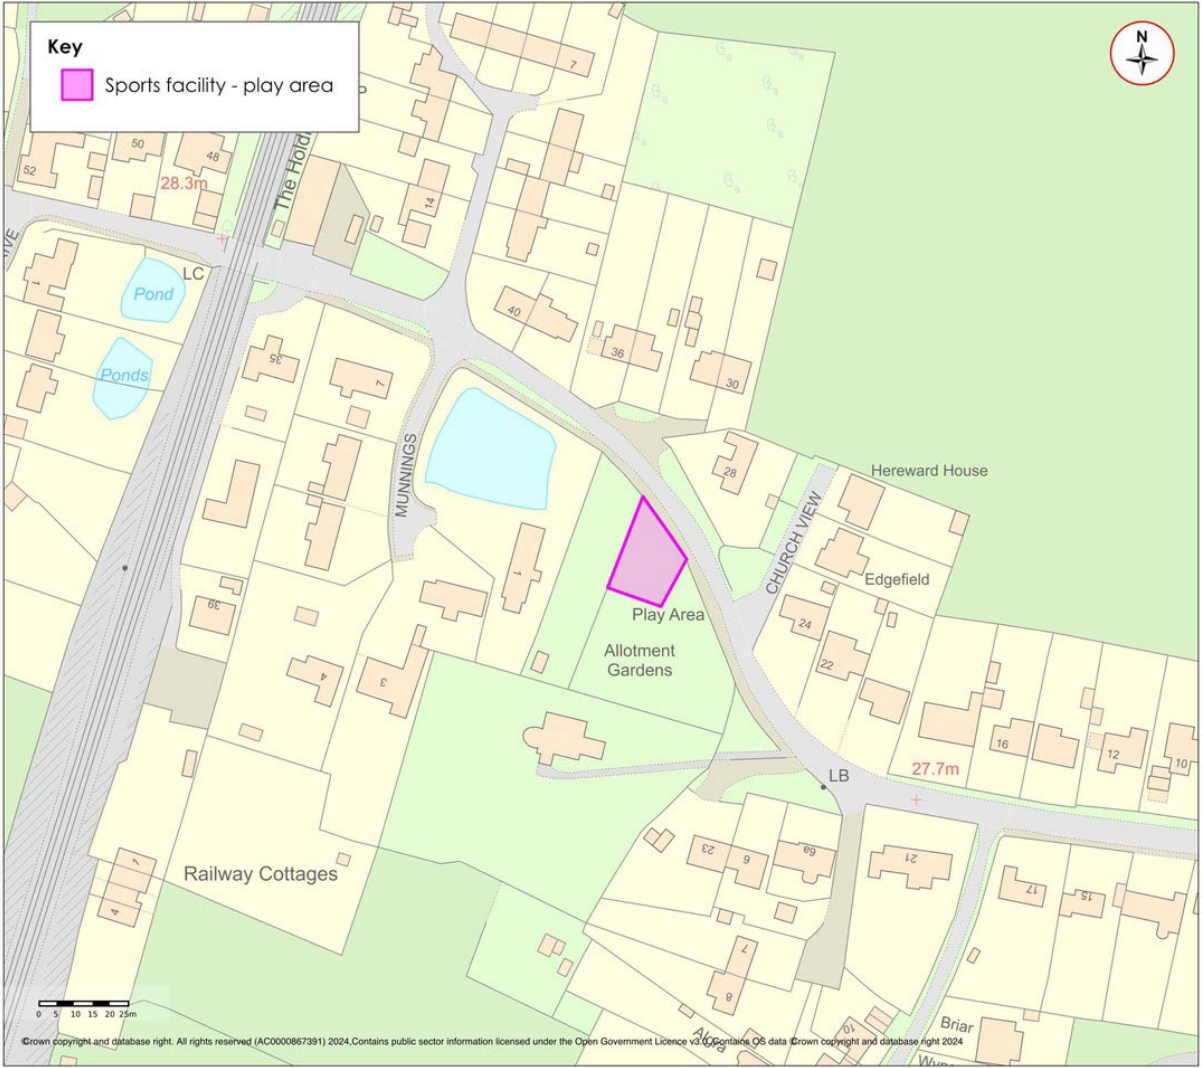 Key
Sports facility - play area
N
7
50
48
52
28.3m
14
LC
1
Pond
Ponds
40
36
30
35
7
MUNNINGS
28
Hereward House
CHURCH VIEW
Edgefield
1
39
Play Area
Allotment
Gardens
24
22
4
3
16
12
10
27.7m
LB
Railway Cottages
23
9
6a
21
17
15
7
4
7
8
10
Briar
0 5 10 15 20 25m
©rown copyright and database right. All rights reserved (AC0000867391) 2024,Contains public sector information licensed under the Open Government Licence v3.0,Contains OS data ©rown copyright and database right 2024